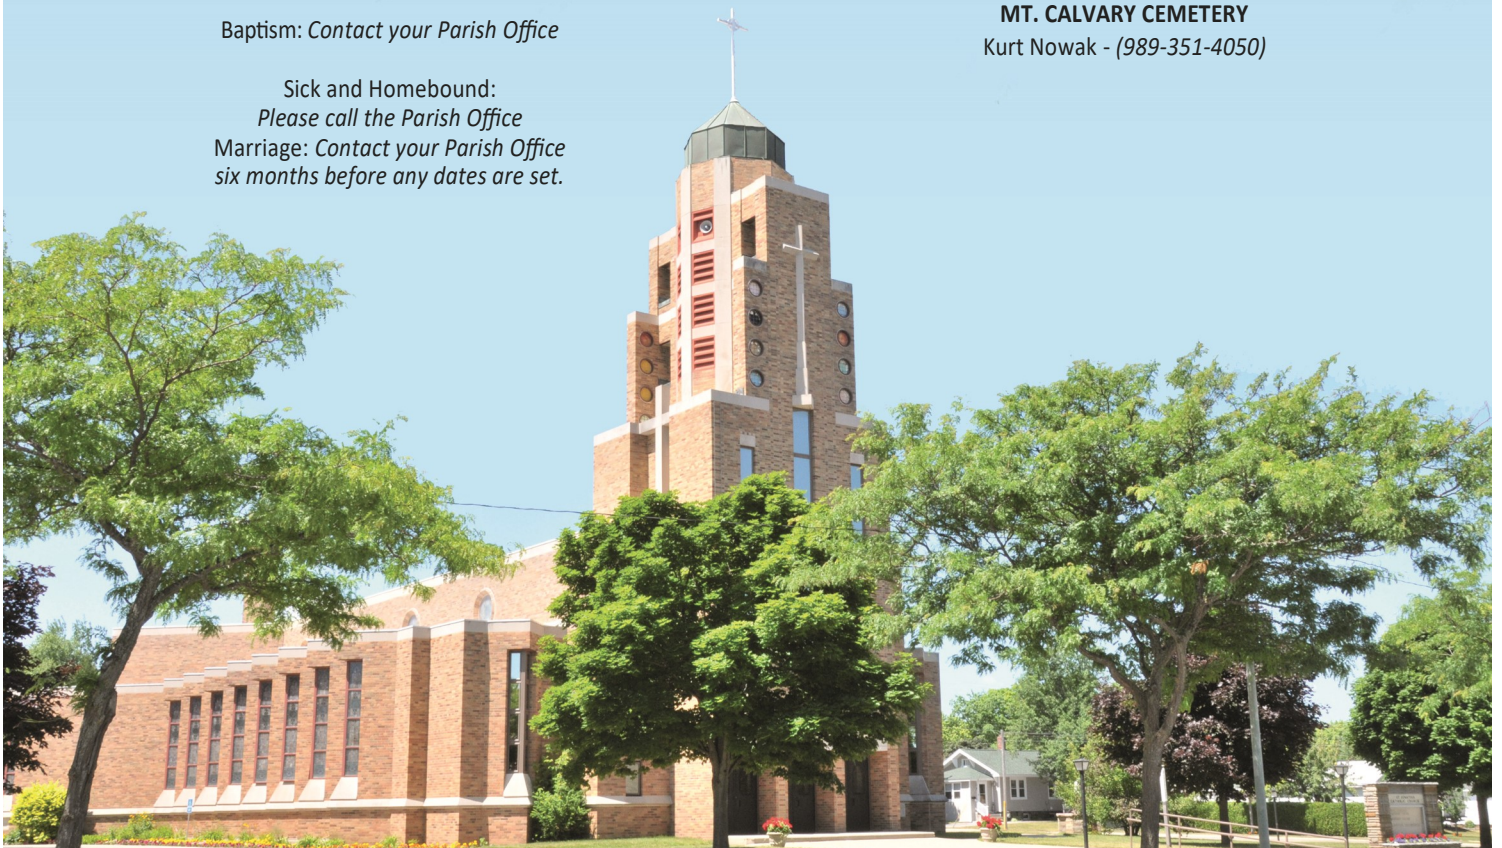 Baptism: Contact your Parish Office
Sick and Homebound:
Please call the Parish Office
Marriage: Contact your Parish Office
six months before any dates are set.
MT. CALVARY CEMETERY
Kurt Nowak - (989-351-4050)